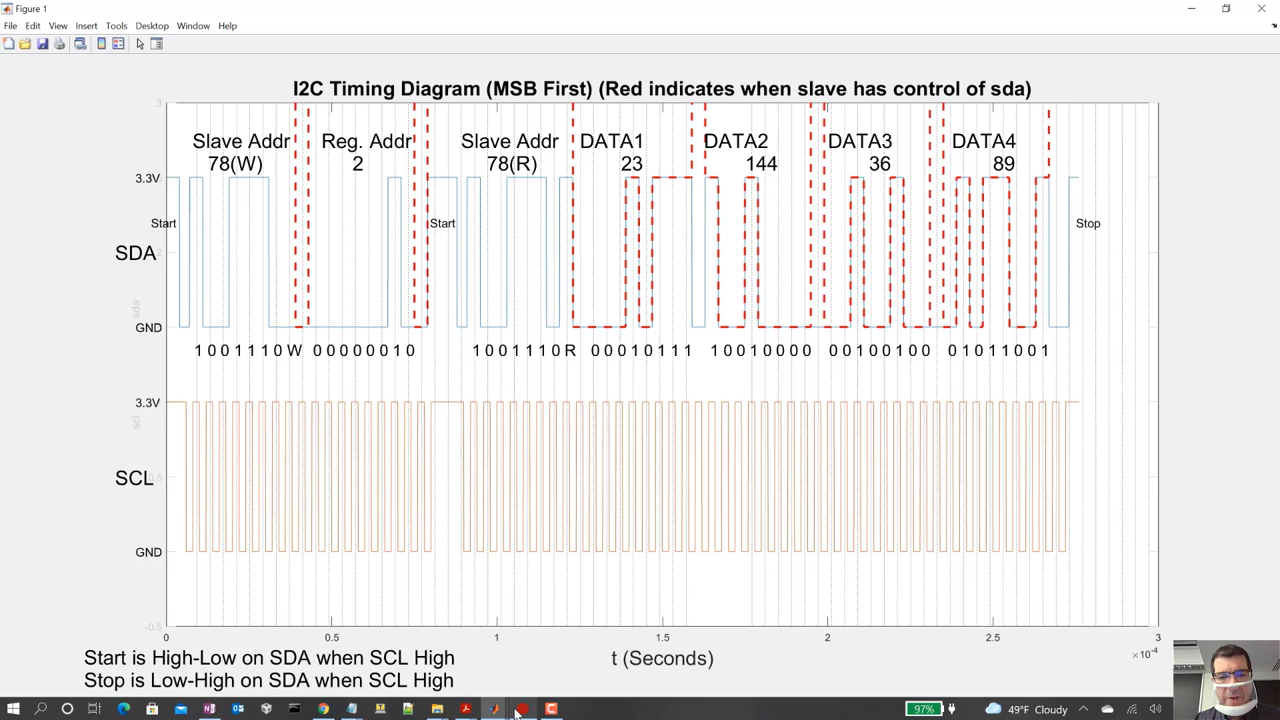 Figure 1
File Edit View Insert Tools Desktop Window Help
I2C Timing Diagram (MSB First) (Red indicates when slave has control of sda)
3
Slave Addr Reg. Addr Slave Addr DATA1 DATA2 DATA3 DATA4
78(W) 2 78(R) 23 144 36 89
3.3V
Start Start Stop
SDA
2
sda
GND
1 0 0 1 1 1 0 W 0 0 0 0 0 0 1 0 1 0 0 1 1 1 0 R 0 0 0 1 0 1 1 1 1 0 0 1 0 0 0 0 0 0 1 0 0 1 0 0 0 1 0 1 1 0 0 1
3.3V
scl
SCL
.5
GND
-0.5
0 0.5 1 1.5 2 2.5 3
×10⁻⁴
t (Seconds)
Start is High-Low on SDA when SCL High
Stop is Low-High on SDA when SCL High
97% 49°F Cloudy